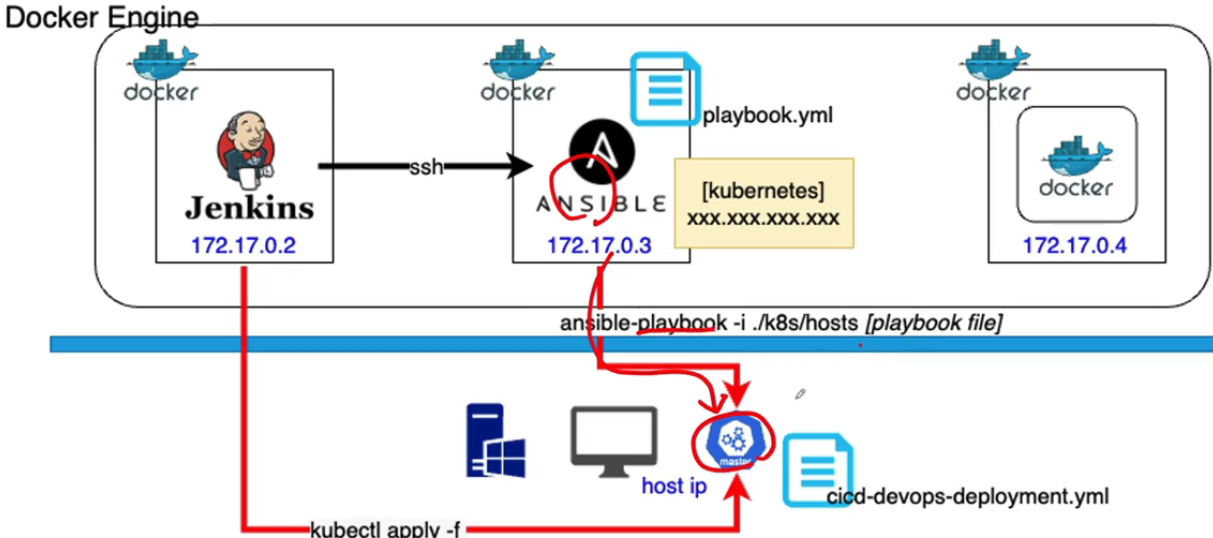 Docker Engine
docker
docker
docker
playbook.yml
ssh
docker
ANSIBLE
[kubernetes]
xxx.xxx.xxx.xxx
Jenkins
172.17.0.2
172.17.0.3
172.17.0.4
ansible-playbook -i ./k8s/hosts [playbook file]
master
host ip
cicd-devops-deployment.yml
kubectl apply -f